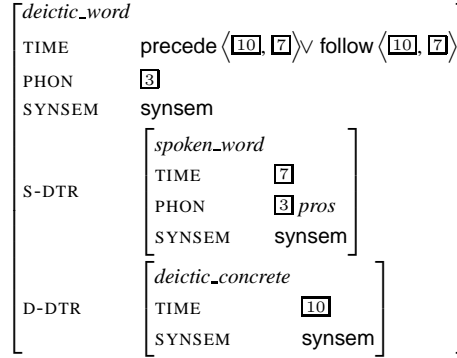 deictic_word
TIME precede ⟨10, 7⟩∨ follow ⟨10, 7⟩
PHON 3
SYNSEM synsem
spoken_word
TIME 7
S-DTR PHON 3 pros
SYNSEM synsem
deictic_concrete
D-DTR TIME 10
SYNSEM synsem